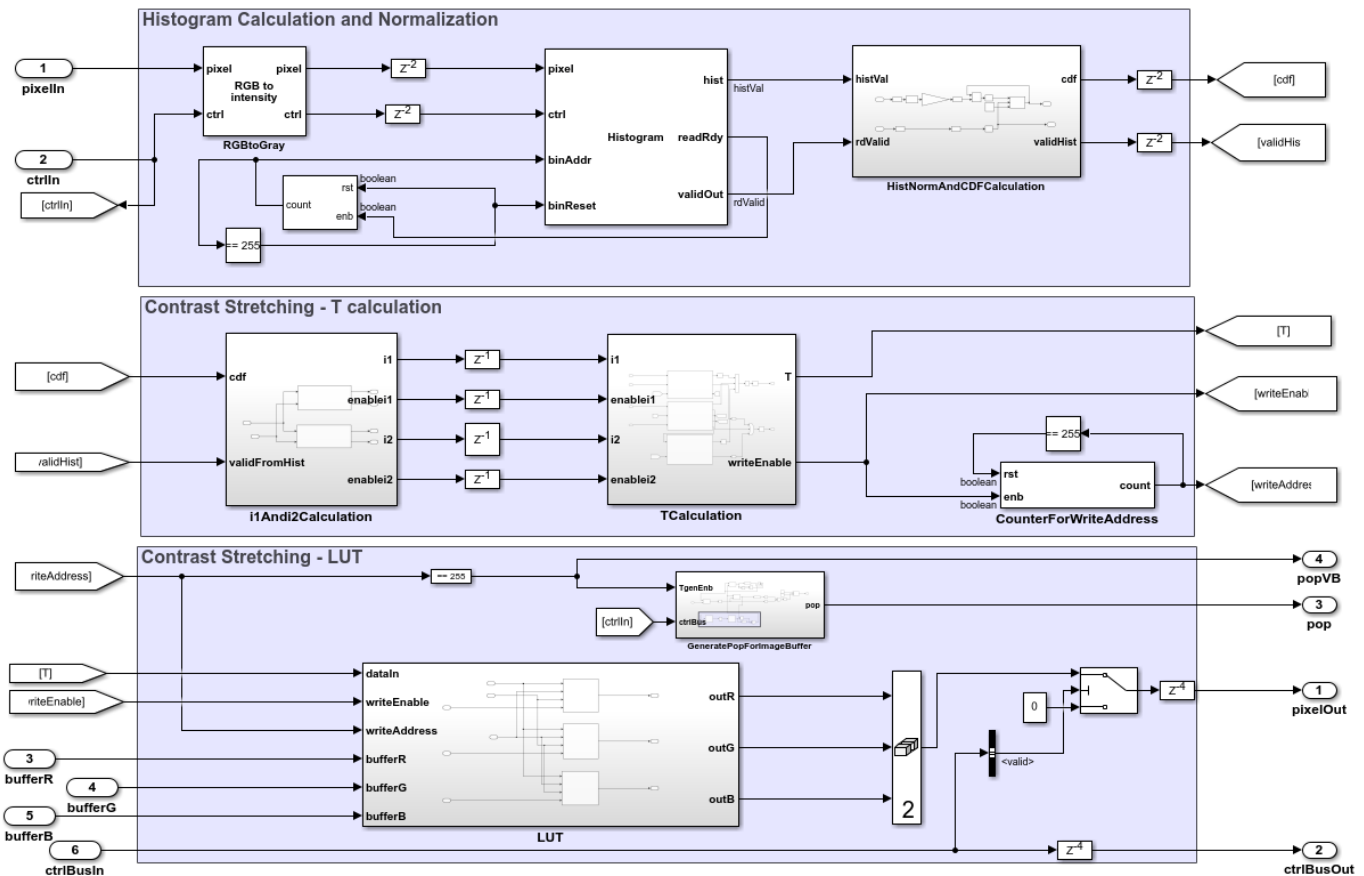 Histogram Calculation and Normalization
1
pixelIn
pixel
pixel
RGB to
intensity
ctrl
ctrl
RGBtoGray
Z-2
Z-2
pixel
ctrl
binAddr
binReset
Histogram
hist
readRdy
validOut
histVal
rdValid
histVal
rdValid
cdf
validHist
HistNormAndCDFCalculation
Z-2
Z-2
[cdf]
[validHis
2
ctrlIn
[ctrlIn]
rst
count
enb
boolean
boolean
== 255
Contrast Stretching - T calculation
[cdf]
/alidHist]
cdf
validFromHist
i1
enablei1
i2
enablei2
i1Andi2Calculation
Z-1
Z-1
Z-1
Z-1
i1
enablei1
i2
enablei2
T
writeEnable
TCalculation
[T]
[writeEnab
== 255
boolean
boolean
rst
enb
count
CounterForWriteAddress
[writeAddres
Contrast Stretching - LUT
riteAddress]
== 255
TgenEnb
ctrlBus
pop
GeneratePopForImageBuffer
[ctrlIn]
4
popVB
3
pop
[T]
vriteEnable]
dataIn
writeEnable
writeAddress
bufferR
bufferG
bufferB
outR
outG
outB
LUT
2
0
<valid>
Z-4
1
pixelOut
3
bufferR
4
bufferG
5
bufferB
6
ctrlBusIn
Z-4
2
ctrlBusOut